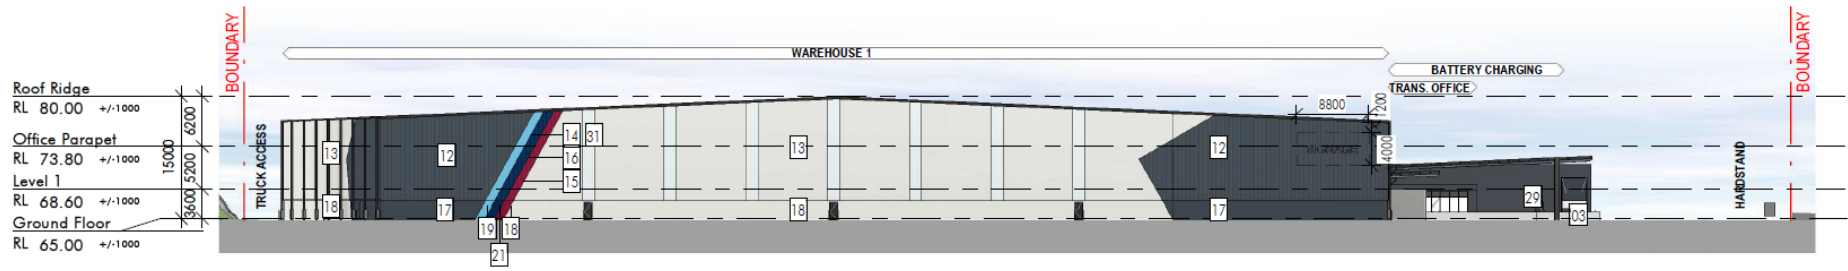 BOUNDARY
BOUNDARY
WAREHOUSE 1
BATTERY CHARGING
TRANS. OFFICE
Roof Ridge
RL 80.00 +/-1000
Office Parapet
RL 73.80 +/-1000
Level 1
RL 68.60 +/-1000
Ground Floor
RL 65.00 +/-1000
15000
6200
5200
3600
TRUCK ACCESS
13
18
12
17
14
31
16
15
19
18
21
13
18
12
17
8800
200
4000
29
03
HARDSTAND